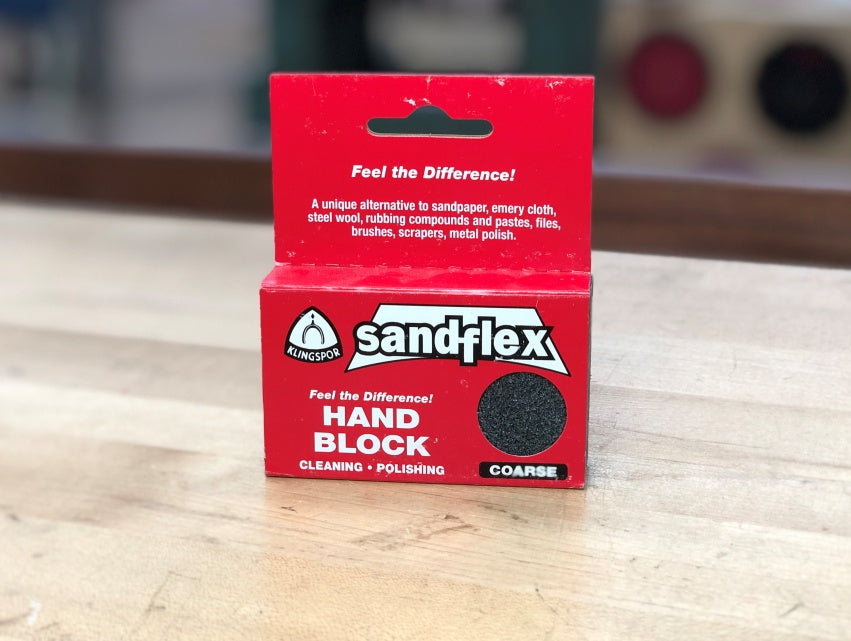 Feel the Difference!
A unique alternative to sandpaper, emery cloth,
steel wool, rubbing compounds and pastes, files,
brushes, scrapers, metal polish.
KLINGSPOR
sandflex
Feel the Difference!
HAND
BLOCK
CLEANING • POLISHING
COARSE